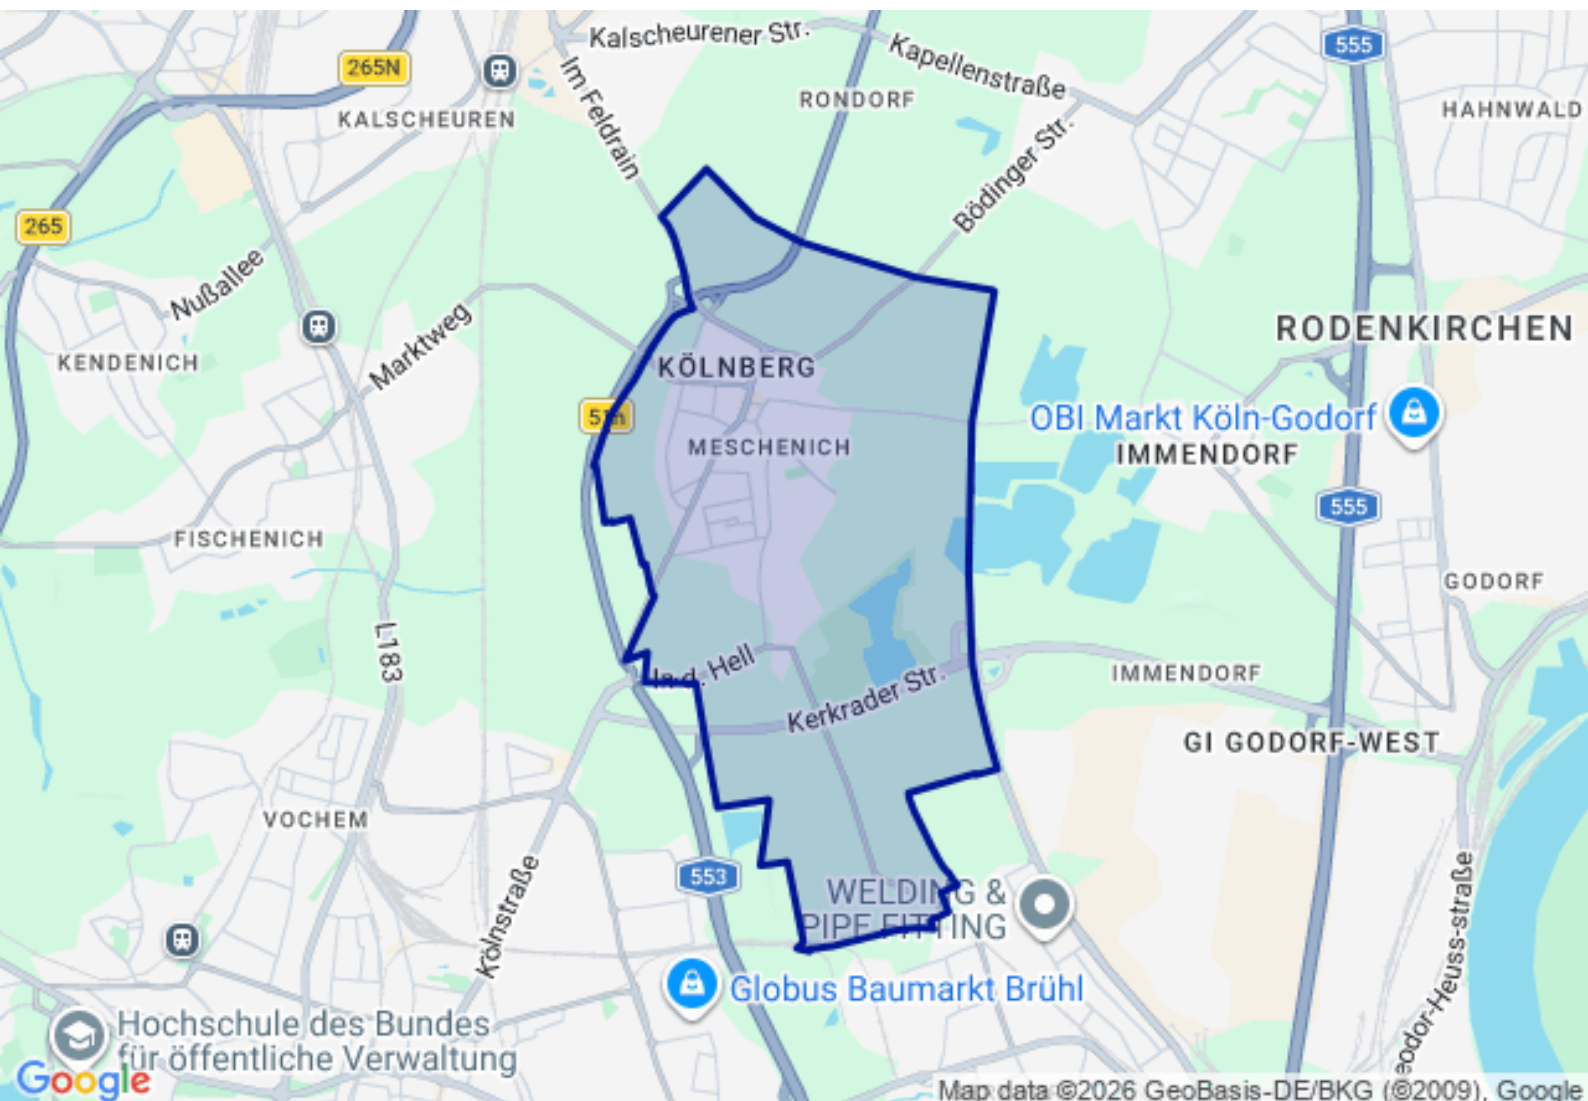 Kalscheurener Str.
Kapellenstraße
555
265N
Im Feldrain
RONDORF
HAHNWALD
KALSCHEUREN
Bödinger Str.
265
Nußallee
RODENKIRCHEN
Marktweg
KENDENICH
KÖLNBERG
OBI Markt Köln-Godorf
MESCHENICH
IMMENDORF
555
FISCHENICH
GODORF
L183
In d. Hell
IMMENDORF
Kerkrader Str.
GI GODORF-WEST
VOCHEM
553
WELDING &
PIPE FITTING
Kölnstraße
Globus Baumarkt Brühl
Hochschule des Bundes
für öffentliche Verwaltung
Google
Map data ©2026 GeoBasis-DE/BKG (©2009), Google